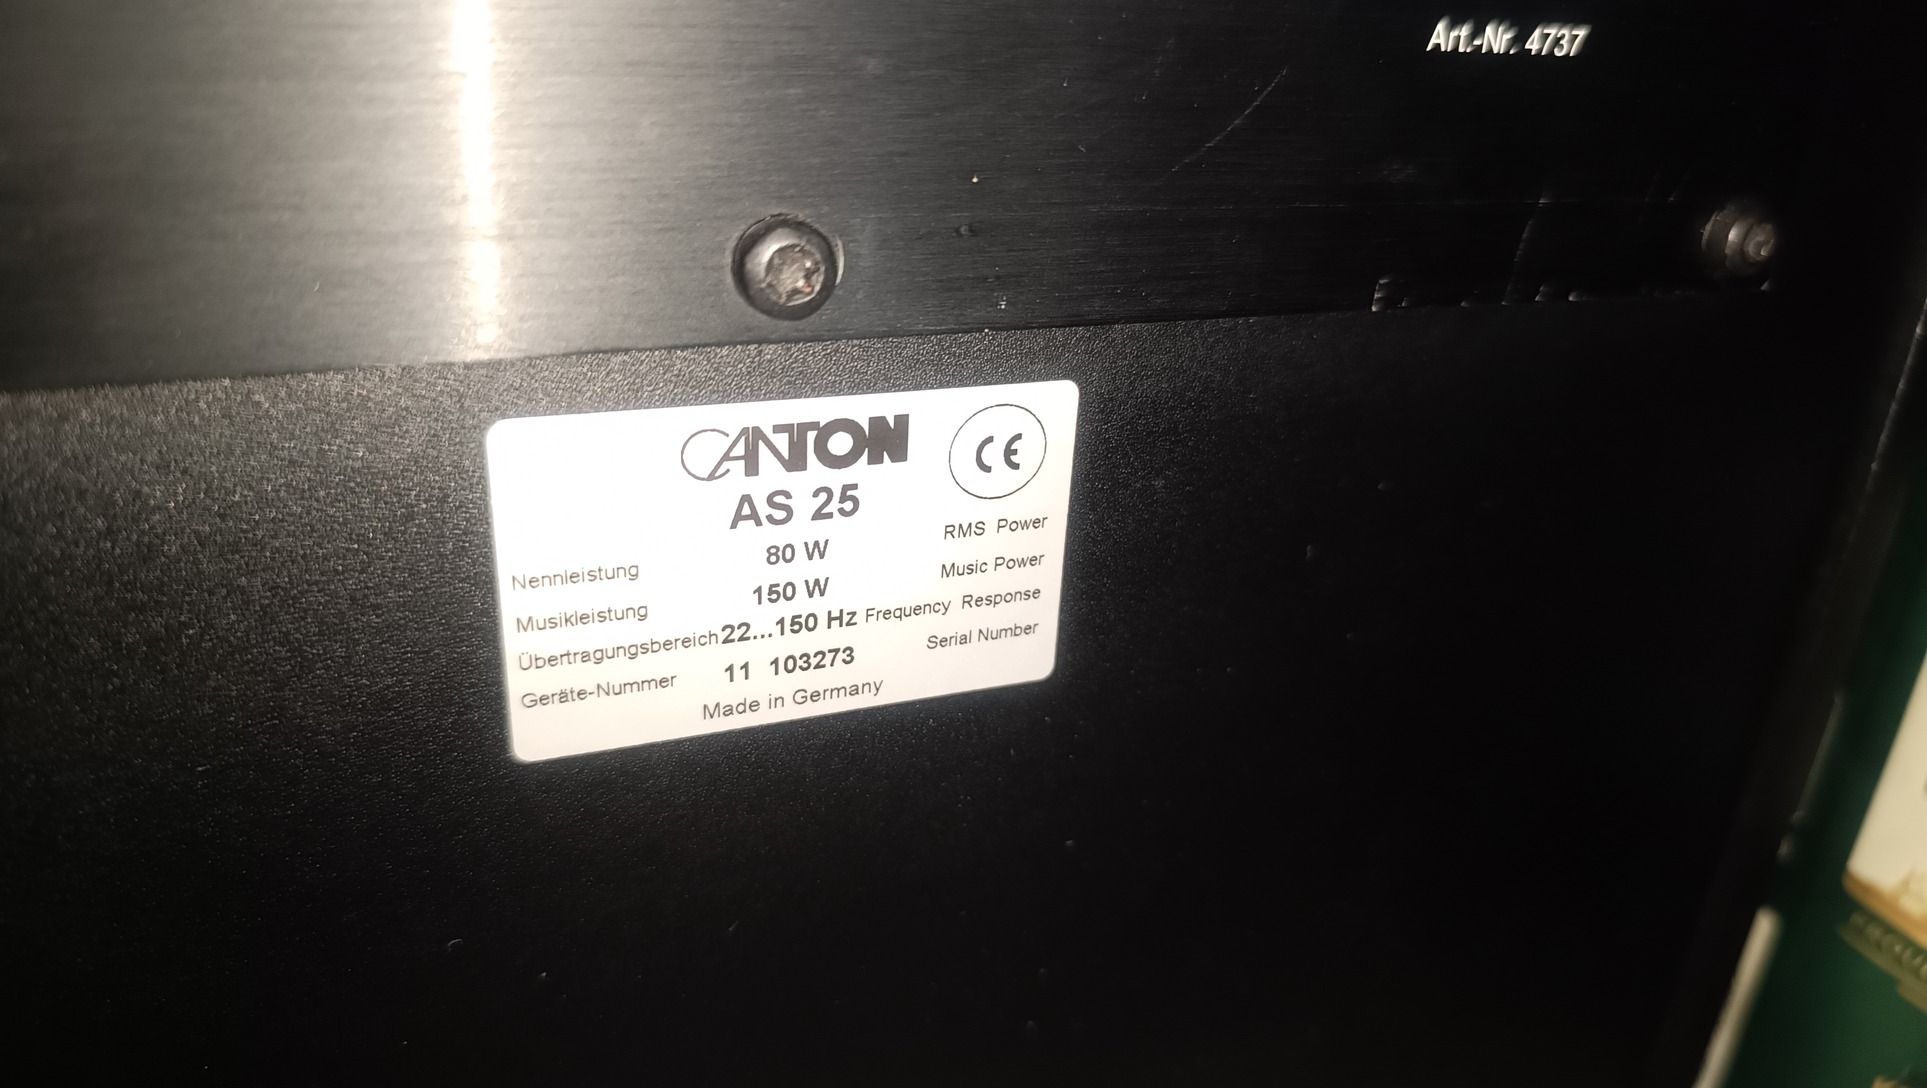 Art.-Nr. 4737
CANTON
CE
AS 25
Nennleistung 80 W RMS Power
Musikleistung 150 W Music Power
Übertragungsbereich 22...150 Hz Frequency Response
Geräte-Nummer 11 103273 Serial Number
Made in Germany